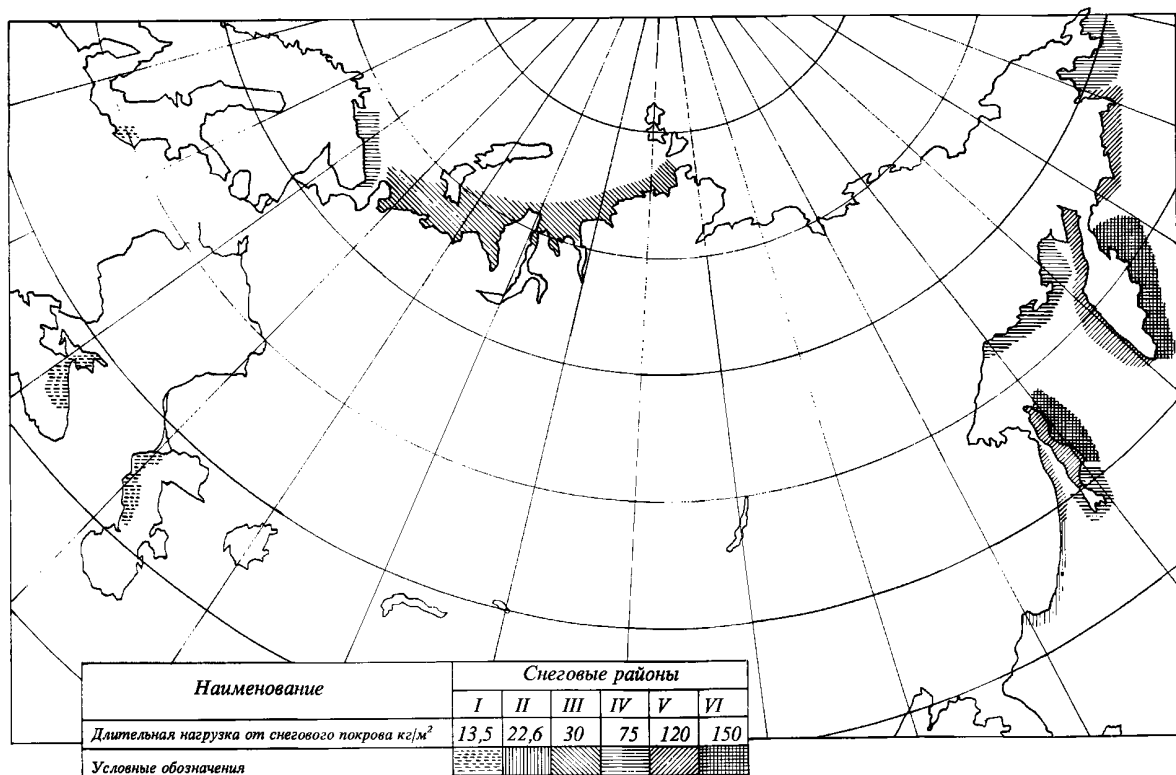 Наименование
Снеговые районы
I II III IV V VI
Длительная нагрузка от снегового покрова кг/м² 13,5 22,6 30 75 120 150
Условные обозначения